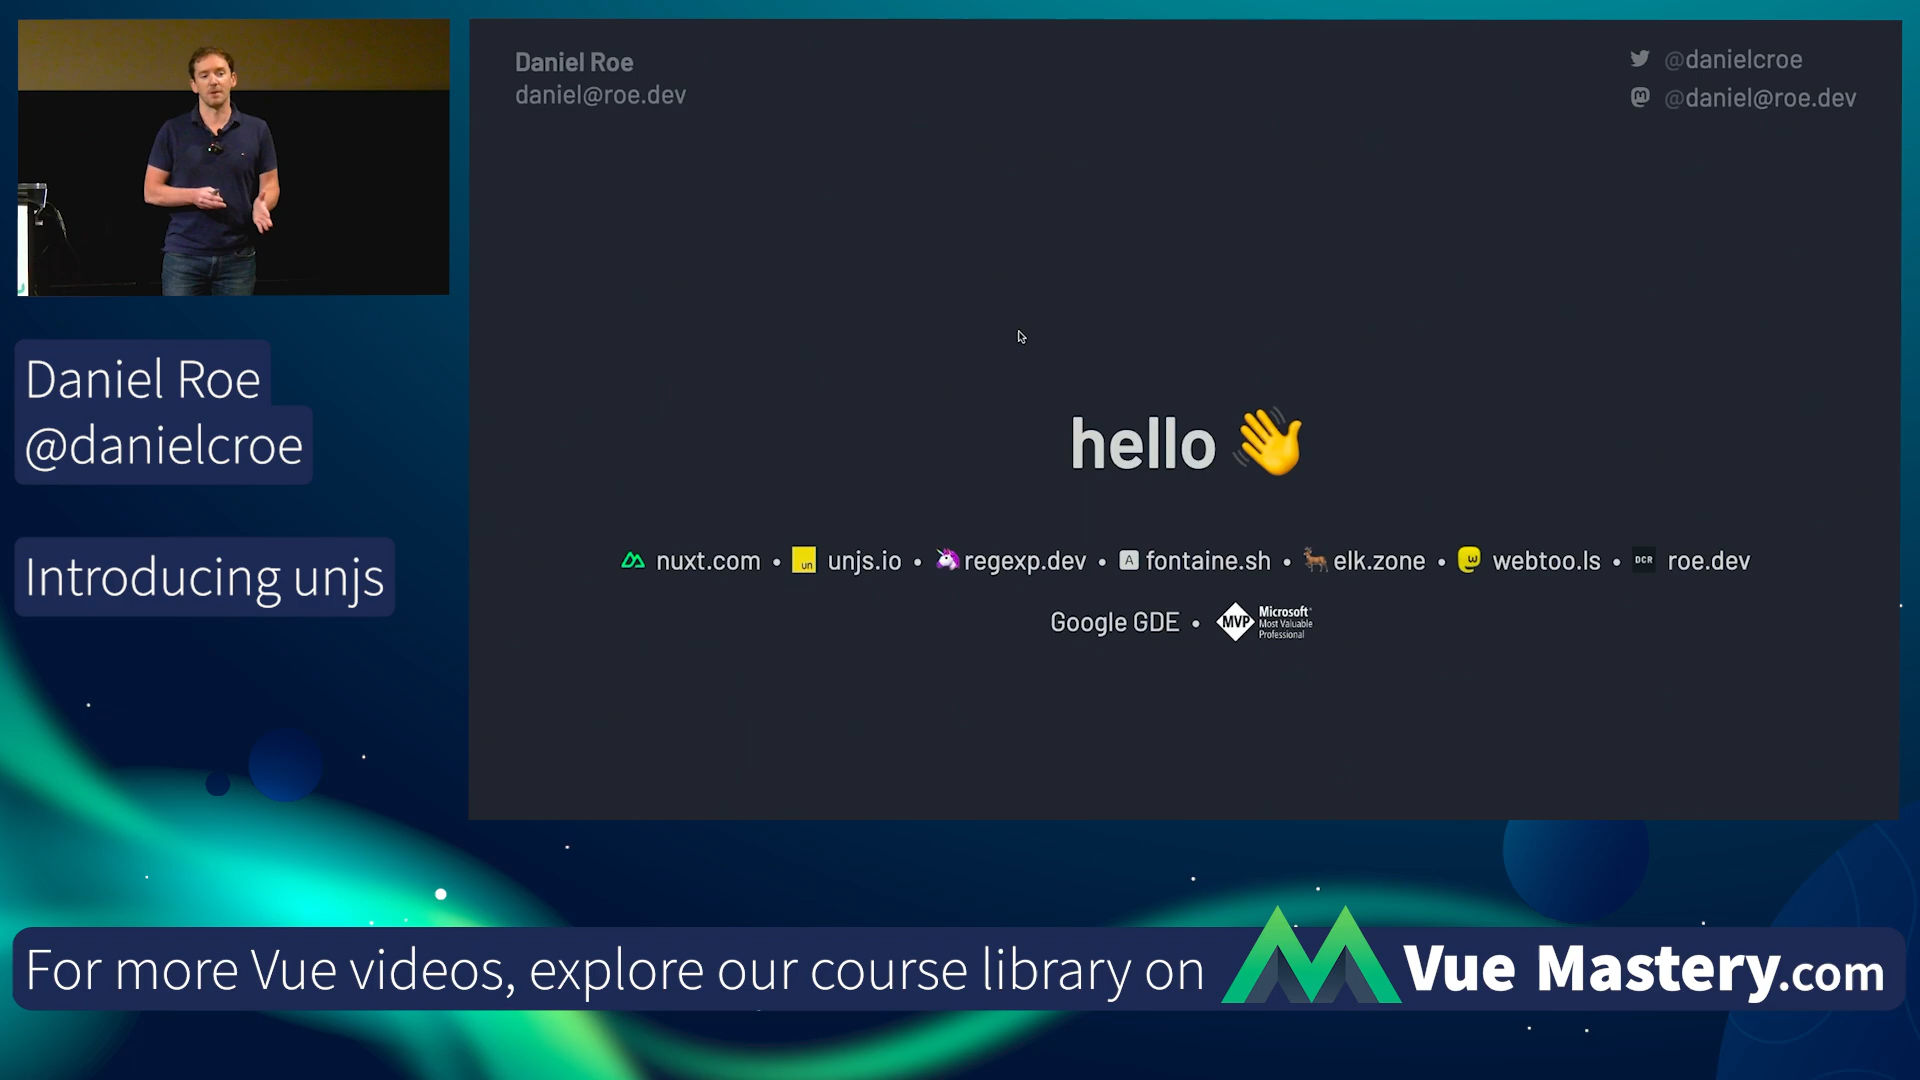 Daniel Roe
daniel@roe.dev
@danielcroe
@daniel@roe.dev
Daniel Roe
@danielcroe
Introducing unjs
hello 👋
nuxt.com • un unjs.io • regexp.dev • A fontaine.sh • elk.zone • w webtoo.ls • DCR roe.dev
Google GDE • MVP Microsoft® Most Valuable Professional
For more Vue videos, explore our course library on Vue Mastery.com